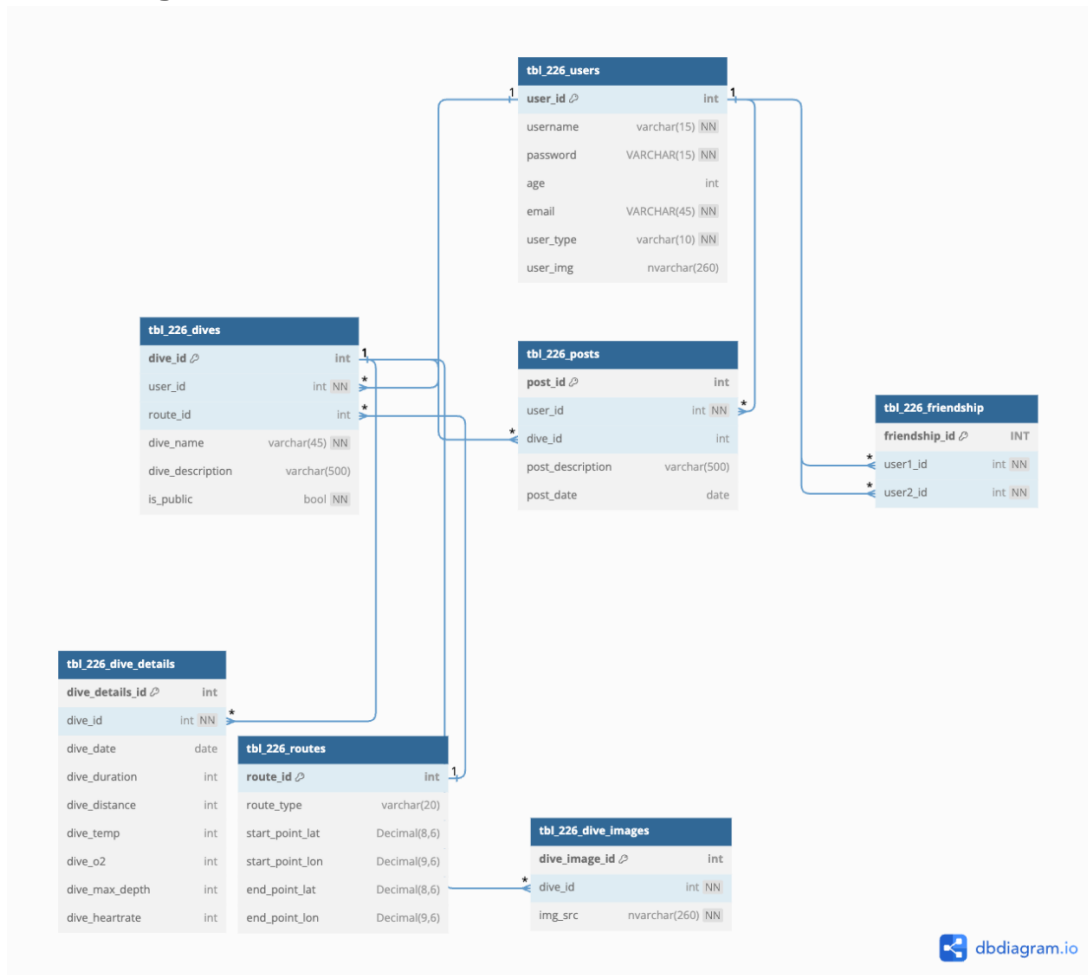 tbl_226_users
1 user_id int 1
username varchar(15) NN
password VARCHAR(15) NN
age int
email VARCHAR(45) NN
user_type varchar(10) NN
user_img nvarchar(260)
tbl_226_dives
dive_id int 1
user_id int NN *
route_id int *
dive_name varchar(45) NN
dive_description varchar(500)
is_public bool NN
tbl_226_posts
post_id int
user_id int NN *
* dive_id int
post_description varchar(500)
post_date date
tbl_226_friendship
friendship_id INT
* user1_id int NN
* user2_id int NN
tbl_226_dive_details
dive_details_id int
dive_id int NN *
dive_date date
dive_duration int
dive_distance int
dive_temp int
dive_o2 int
dive_max_depth int
dive_heartrate int
tbl_226_routes
route_id int 1
route_type varchar(20)
start_point_lat Decimal(8,6)
start_point_lon Decimal(9,6)
end_point_lat Decimal(8,6)
end_point_lon Decimal(9,6)
tbl_226_dive_images
dive_image_id int
* dive_id int NN
img_src nvarchar(260) NN
dbdiagram.io